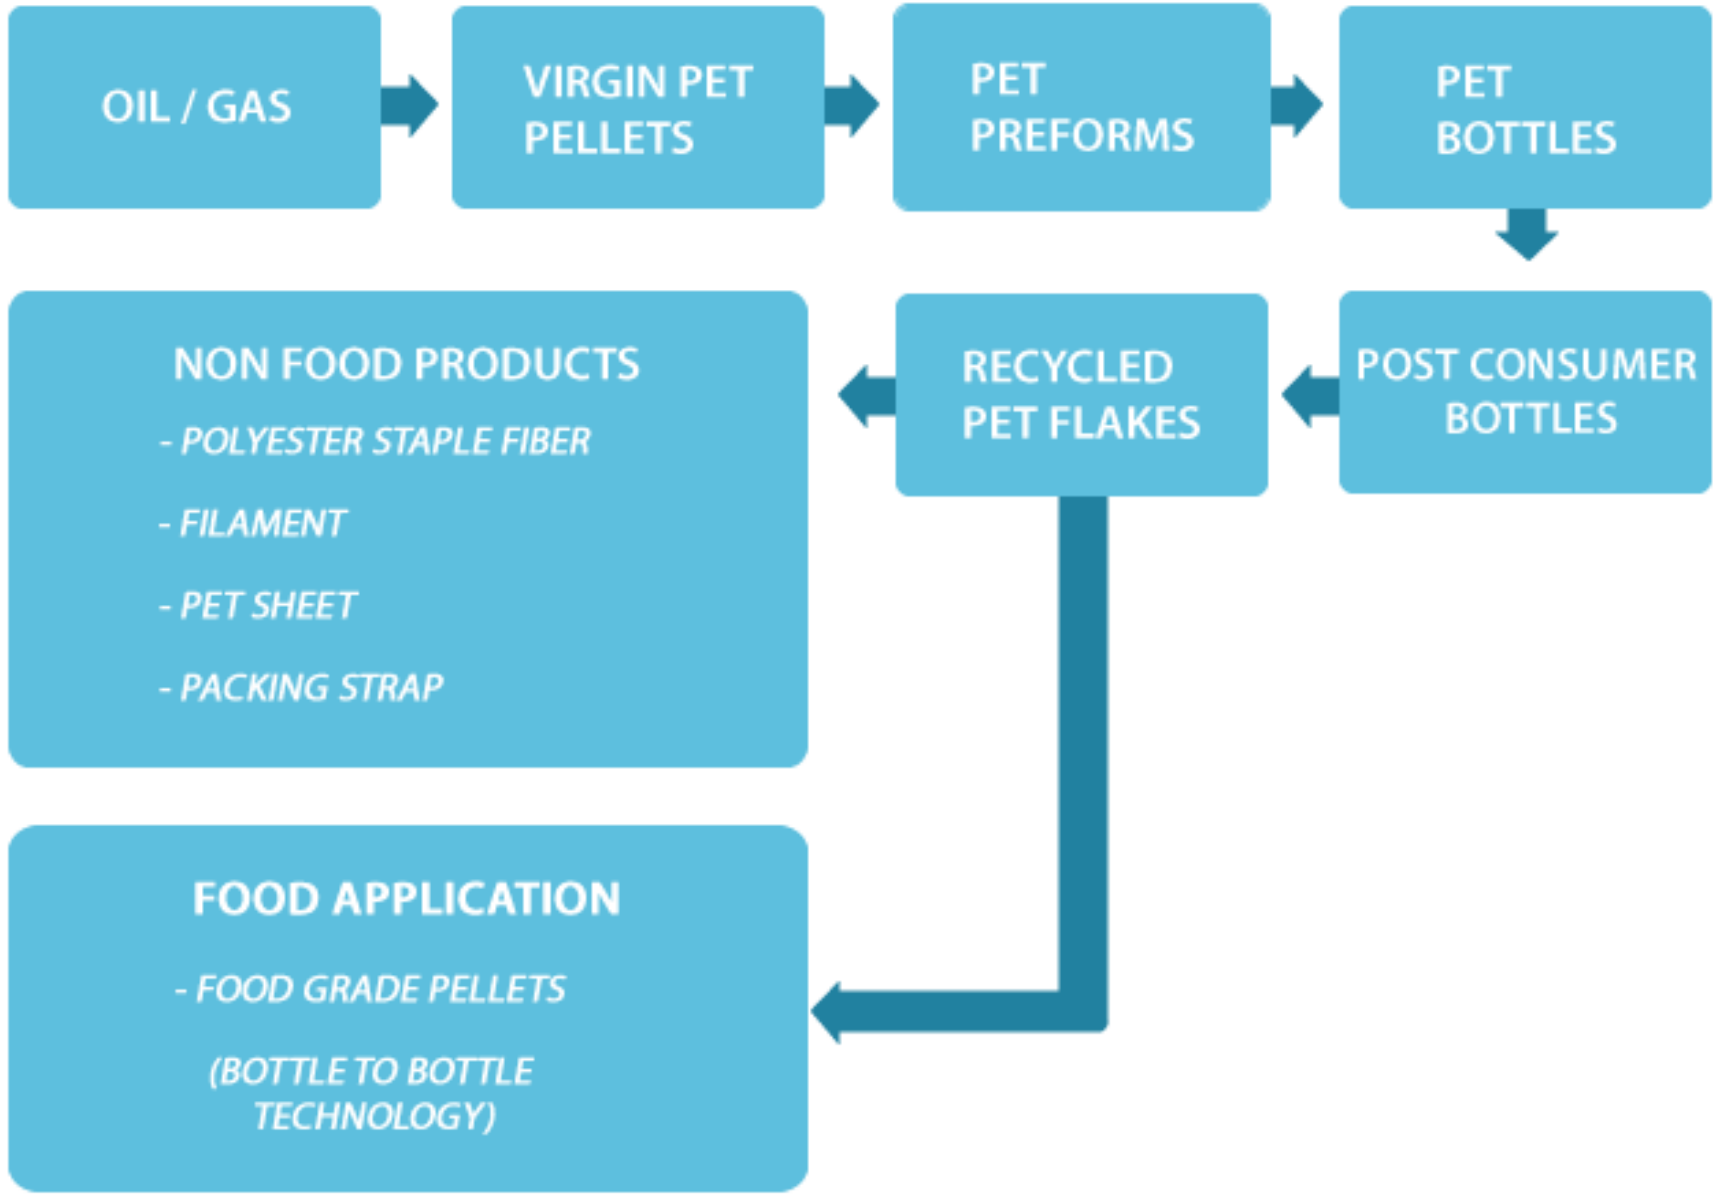 OIL / GAS
VIRGIN PET
PELLETS
PET
PREFORMS
PET
BOTTLES
NON FOOD PRODUCTS
- POLYESTER STAPLE FIBER
- FILAMENT
- PET SHEET
- PACKING STRAP
RECYCLED
PET FLAKES
POST CONSUMER
BOTTLES
FOOD APPLICATION
- FOOD GRADE PELLETS
(BOTTLE TO BOTTLE
TECHNOLOGY)